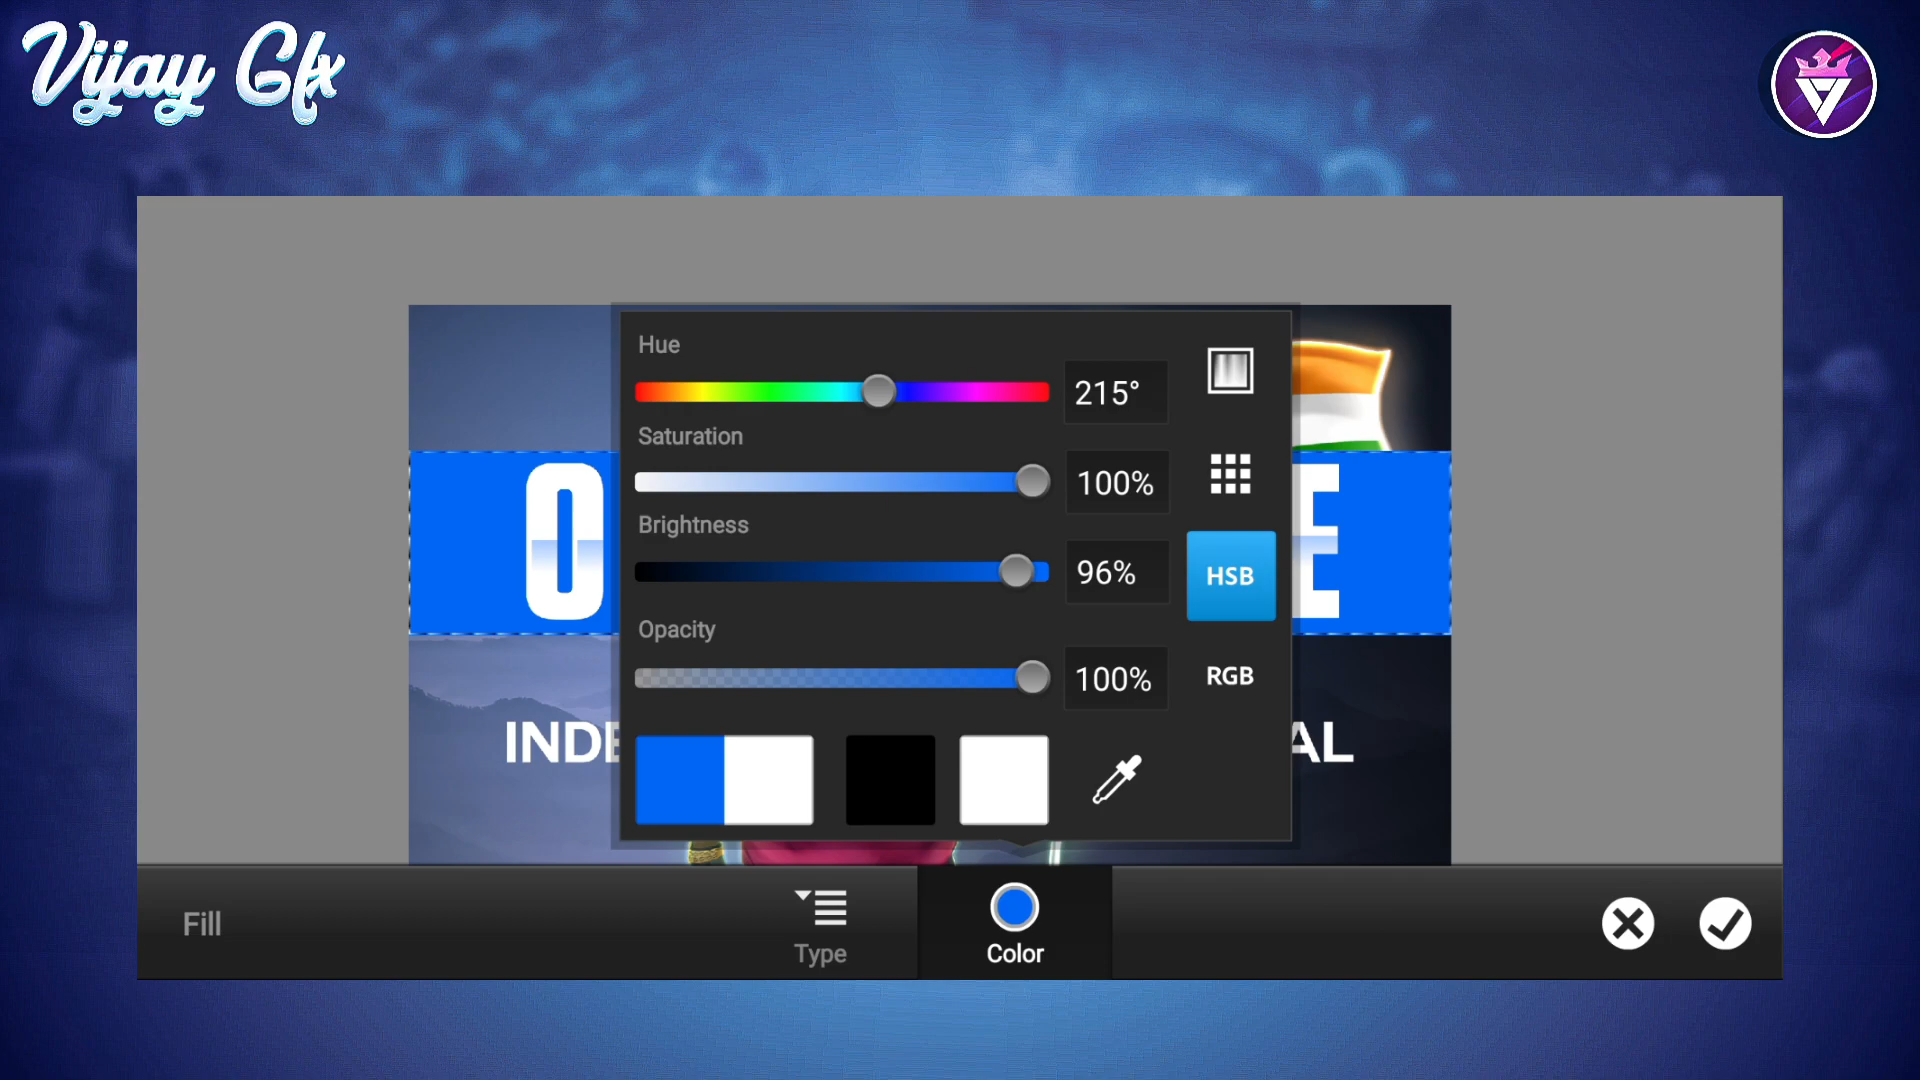 Vijay Gfx
Hue
215°
Saturation
100%
Brightness
96%
HSB
Opacity
100%
RGB
O E
INDE AL
Fill
Type
Color